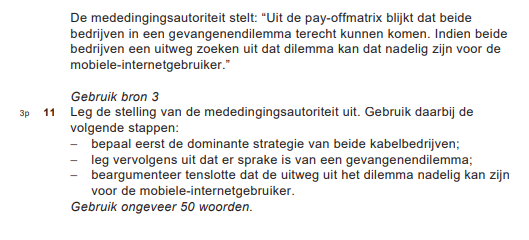 De mededingingsautoriteit stelt: “Uit de pay-offmatrix blijkt dat beide
bedrijven in een gevangenendilemma terecht kunnen komen. Indien beide
bedrijven een uitweg zoeken uit dat dilemma kan dat nadelig zijn voor de
mobiele-internetgebruiker.”
Gebruik bron 3
3p 11 Leg de stelling van de mededingingsautoriteit uit. Gebruik daarbij de
volgende stappen:
– bepaal eerst de dominante strategie van beide kabelbedrijven;
– leg vervolgens uit dat er sprake is van een gevangenendilemma;
– beargumenteer tenslotte dat de uitweg uit het dilemma nadelig kan zijn
voor de mobiele-internetgebruiker.
Gebruik ongeveer 50 woorden.